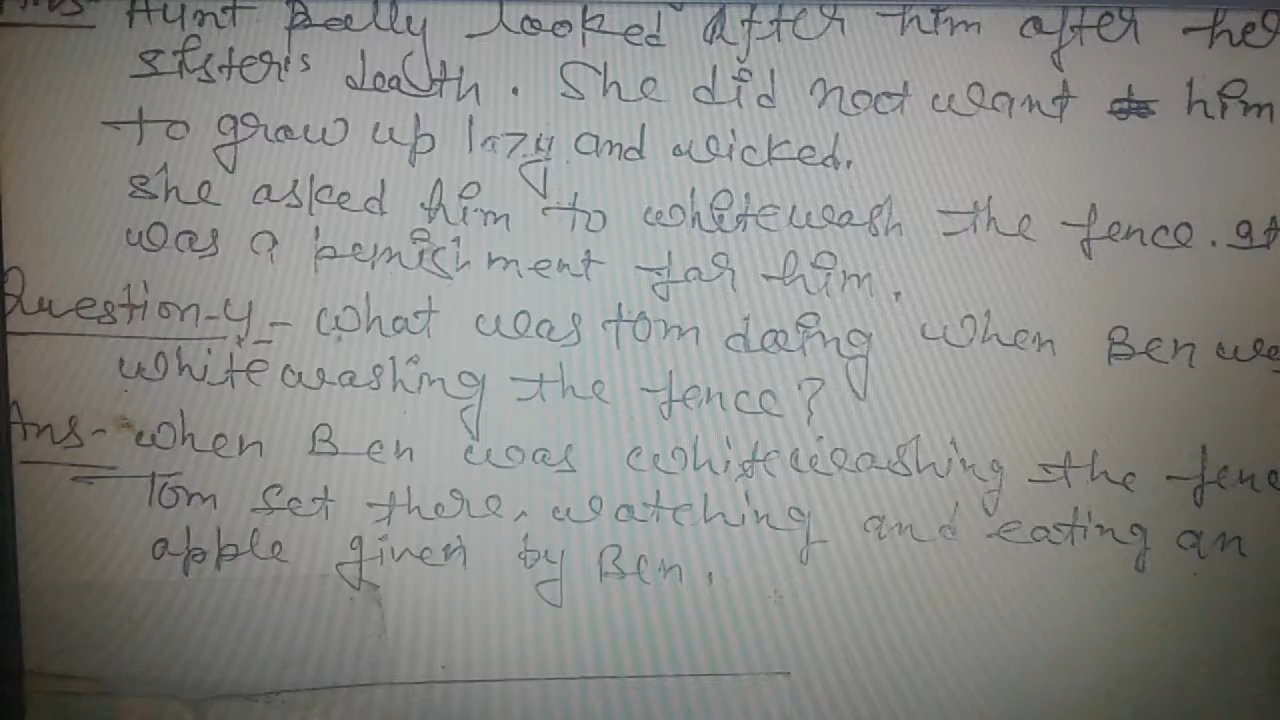 Ans Aunt Polly looked after him after her
sister's death. She did not want him
to grow up lazy and wicked.
She asked him to whitewash the fence. It
was a punishment for him.
Question-4- What was tom doing when Ben was
whitewashing the fence?
Ans- When Ben was whitewashing the fence
Tom sat there, watching and eating an
apple given by Ben.